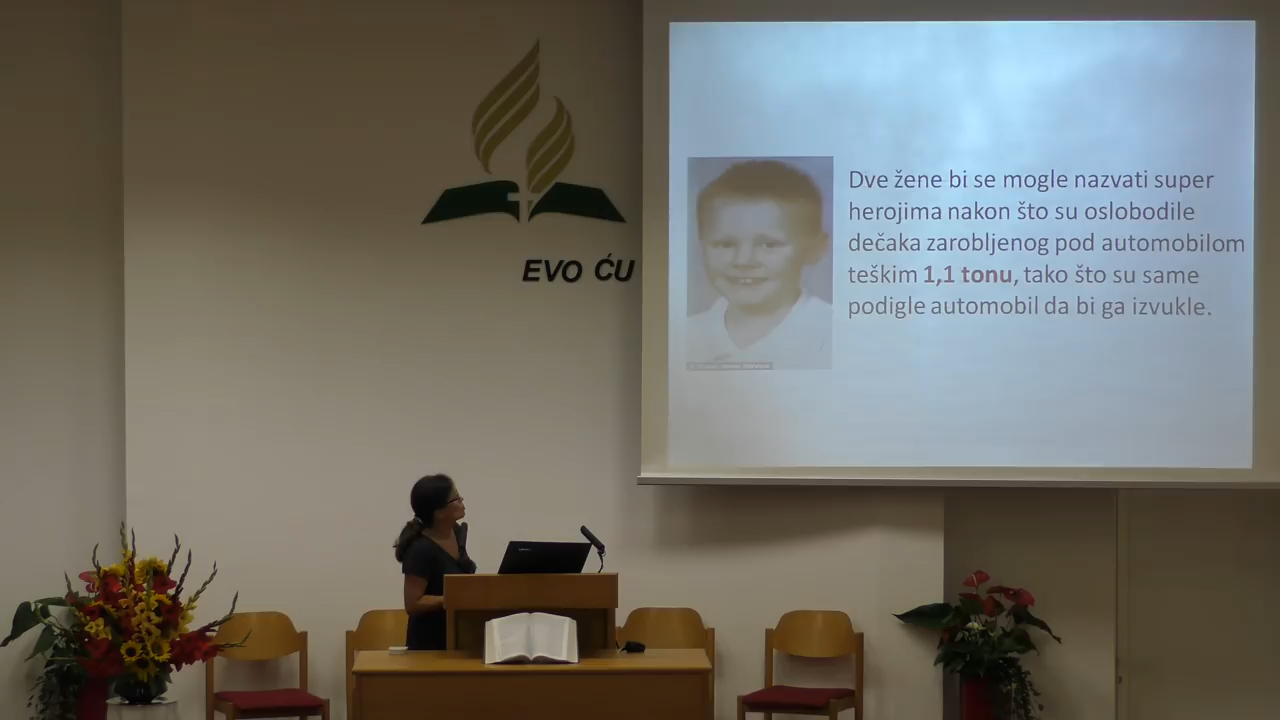 Dve žene bi se mogle nazvati super
herojima nakon što su oslobodile
dečaka zarobljenog pod automobilom
teškim 1,1 tonu, tako što su same
podigle automobil da bi ga izvukle.
EVO ĆU